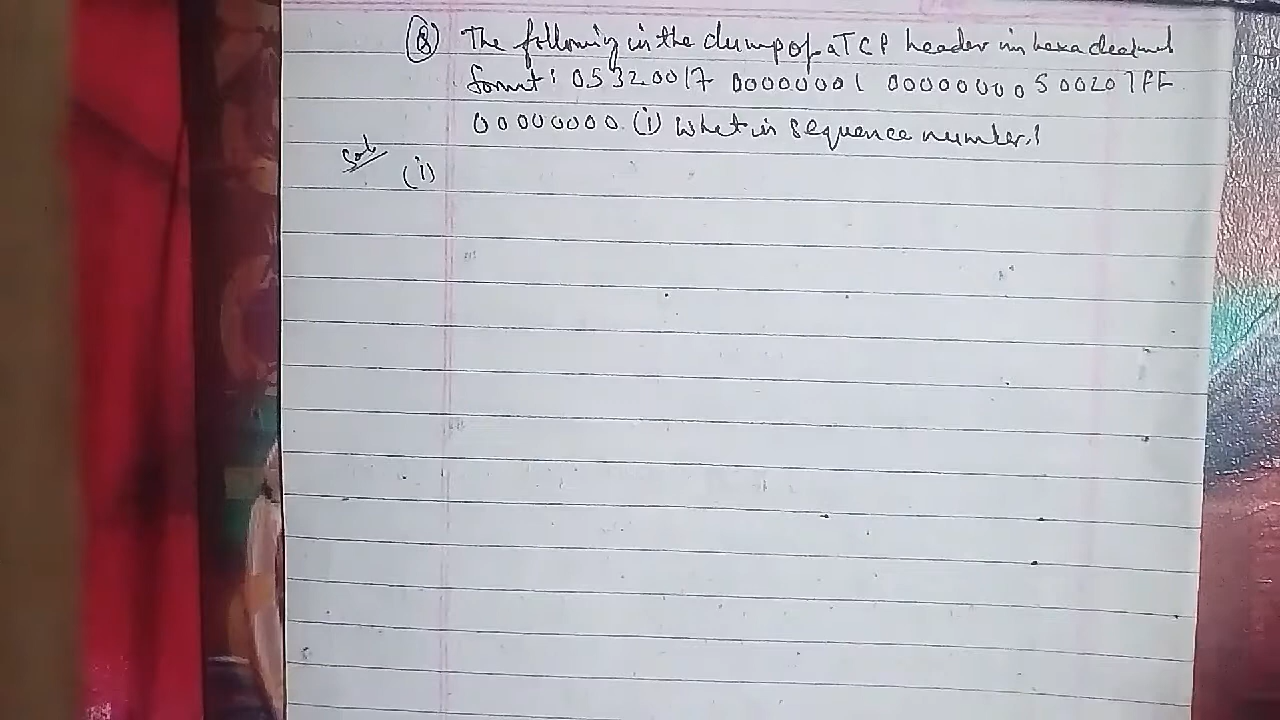 (8) The following is the dump of a TCP header in hexadecimal
format: 05320017 00000001 00000000 500207FF
00000000. (i) What is sequence number?
Sol
(i)